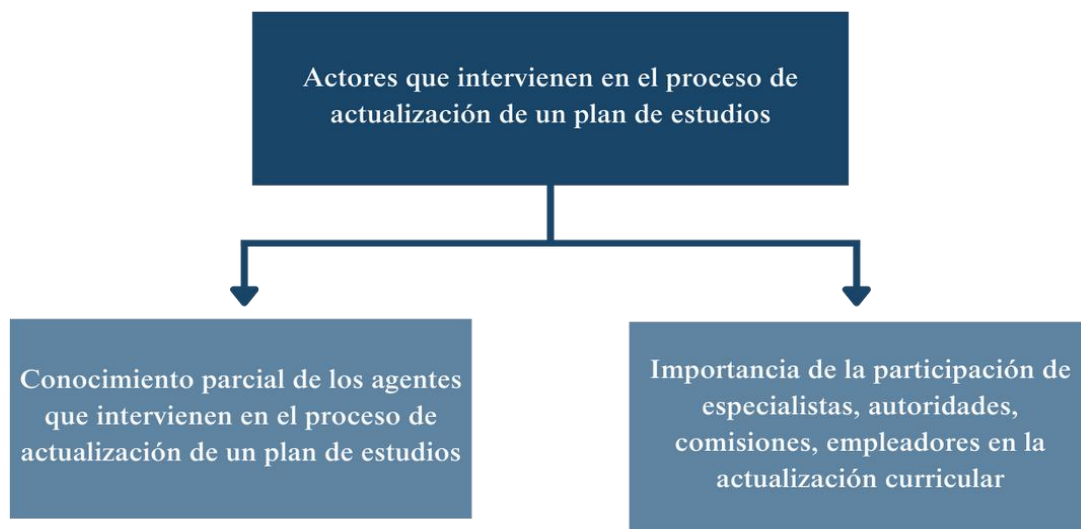 Actores que intervienen en el proceso de
actualización de un plan de estudios
Conocimiento parcial de los agentes
que intervienen en el proceso de
actualización de un plan de estudios
Importancia de la participación de
especialistas, autoridades,
comisiones, empleadores en la
actualización curricular